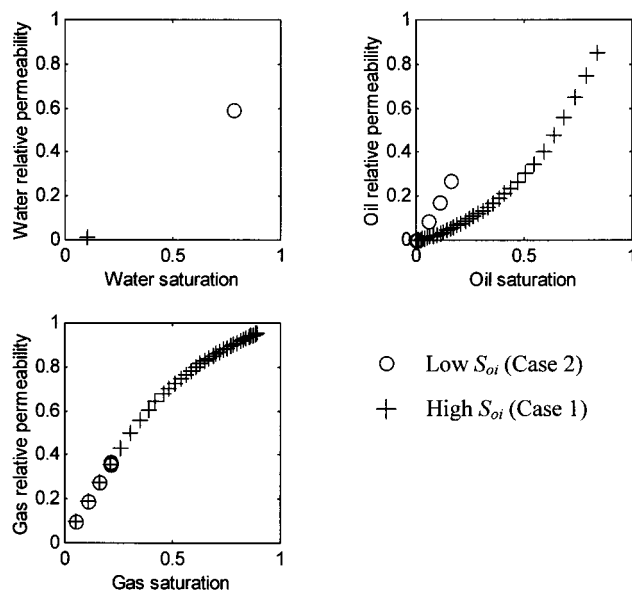 1
0.8
0.6
0.4
0.2
0
0 0.5 1
Water relative permeability
Water saturation
1
0.8
0.6
0.4
0.2
0
0 0.5 1
Oil relative permeability
Oil saturation
1
0.8
0.6
0.4
0.2
0
0 0.5 1
Gas relative permeability
Gas saturation
Low Soi (Case 2)
High Soi (Case 1)